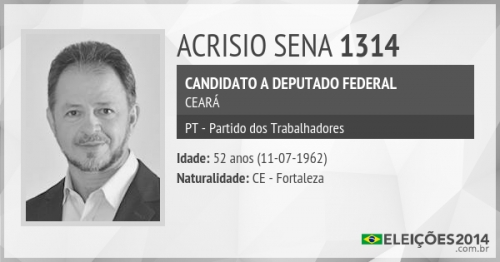 ACRISIO SENA 1314
CANDIDATO A DEPUTADO FEDERAL
CEARÁ
PT - Partido dos Trabalhadores
Idade: 52 anos (11-07-1962)
Naturalidade: CE - Fortaleza
ELEIÇÕES2014
.com.br